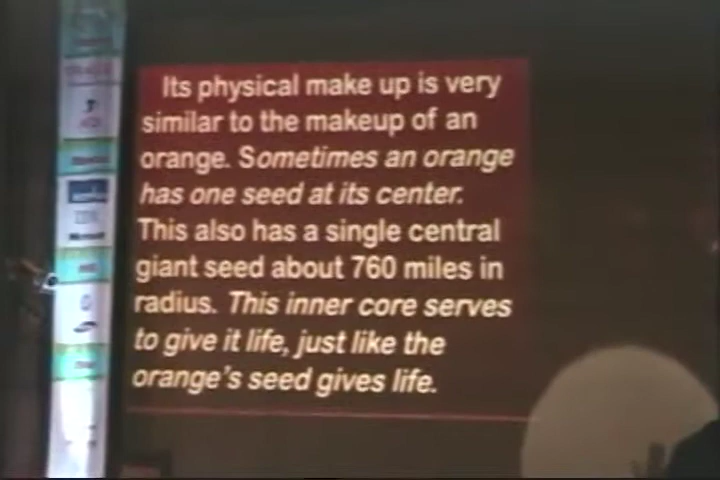 Its physical make up is very
similar to the makeup of an
orange. Sometimes an orange
has one seed at its center.
This also has a single central
giant seed about 760 miles in
radius. This inner core serves
to give it life, just like the
orange's seed gives life.